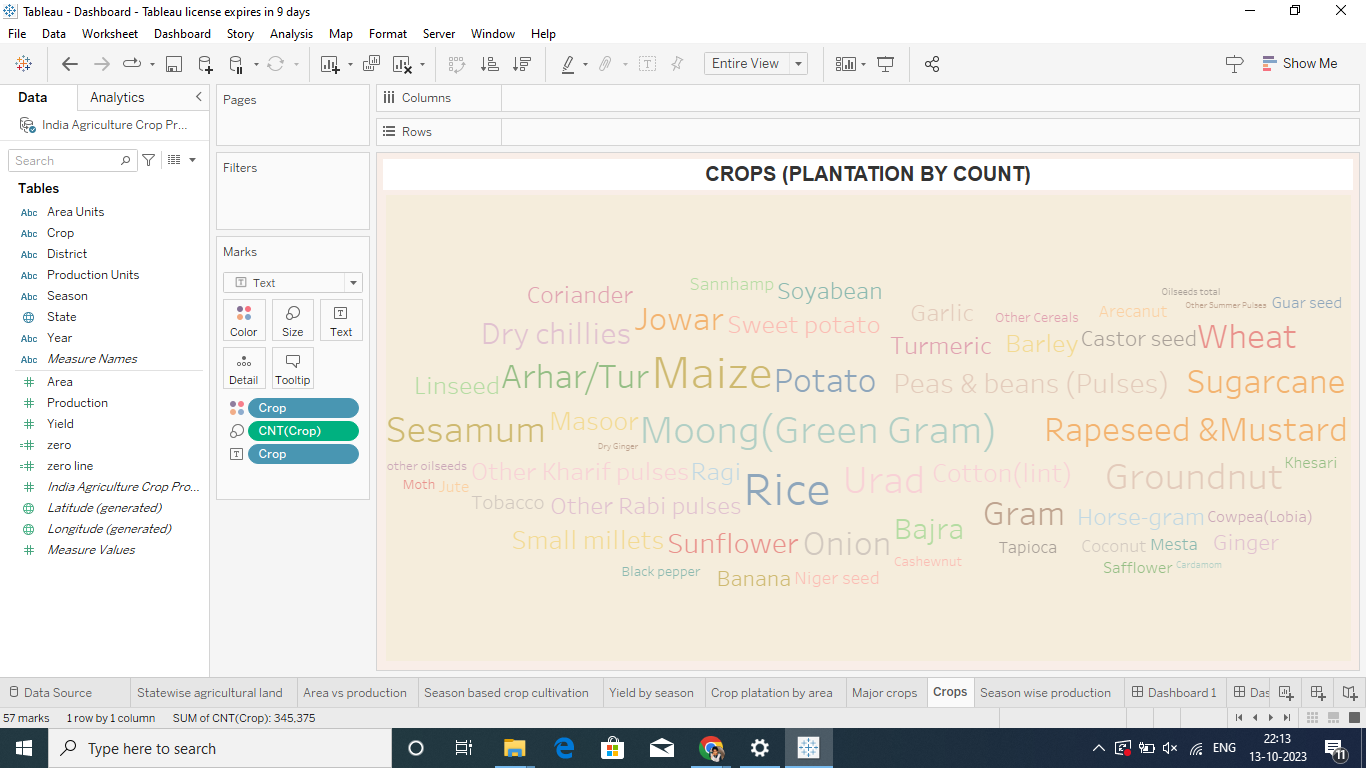 Tableau - Dashboard - Tableau license expires in 9 days
File Data Worksheet Dashboard Story Analysis Map Format Server Window Help
Entire View
Show Me
Data Analytics
India Agriculture Crop Pr...
Search
Tables
Abc Area Units
Abc Crop
Abc District
Abc Production Units
Abc Season
State
Abc Year
Abc Measure Names
# Area
# Production
# Yield
=# zero
=# zero line
# India Agriculture Crop Pro...
Latitude (generated)
Longitude (generated)
# Measure Values
Pages
Filters
Marks
Text
Color Size Text
Detail Tooltip
Crop
CNT(Crop)
Crop
Columns
Rows
CROPS (PLANTATION BY COUNT)
Sannhamp
Coriander Soyabean Oilseeds total
Other Summer Pulses Guar seed
Jowar Sweet potato Garlic Other Cereals Arecanut
Dry chillies Turmeric Barley Castor seed Wheat
Linseed Arhar/Tur Maize Potato Peas & beans (Pulses) Sugarcane
Sesamum Masoor Moong(Green Gram) Rapeseed &Mustard
Dry Ginger
other oilseeds Other Kharif pulses Ragi Urad Cotton(lint) Groundnut Khesari
Moth Jute Rice
Tobacco Other Rabi pulses Gram Horse-gram Cowpea(Lobia)
Small millets Sunflower Onion Bajra Tapioca Coconut Mesta Ginger
Black pepper Cashewnut Safflower Cardamom
Banana Niger seed
Data Source Statewise agricultural land Area vs production Season based crop cultivation Yield by season Crop platation by area Major crops Crops Season wise production Dashboard 1 Das
57 marks 1 row by 1 column SUM of CNT(Crop): 345,375
Type here to search
ENG
22:13
13-10-2023
11